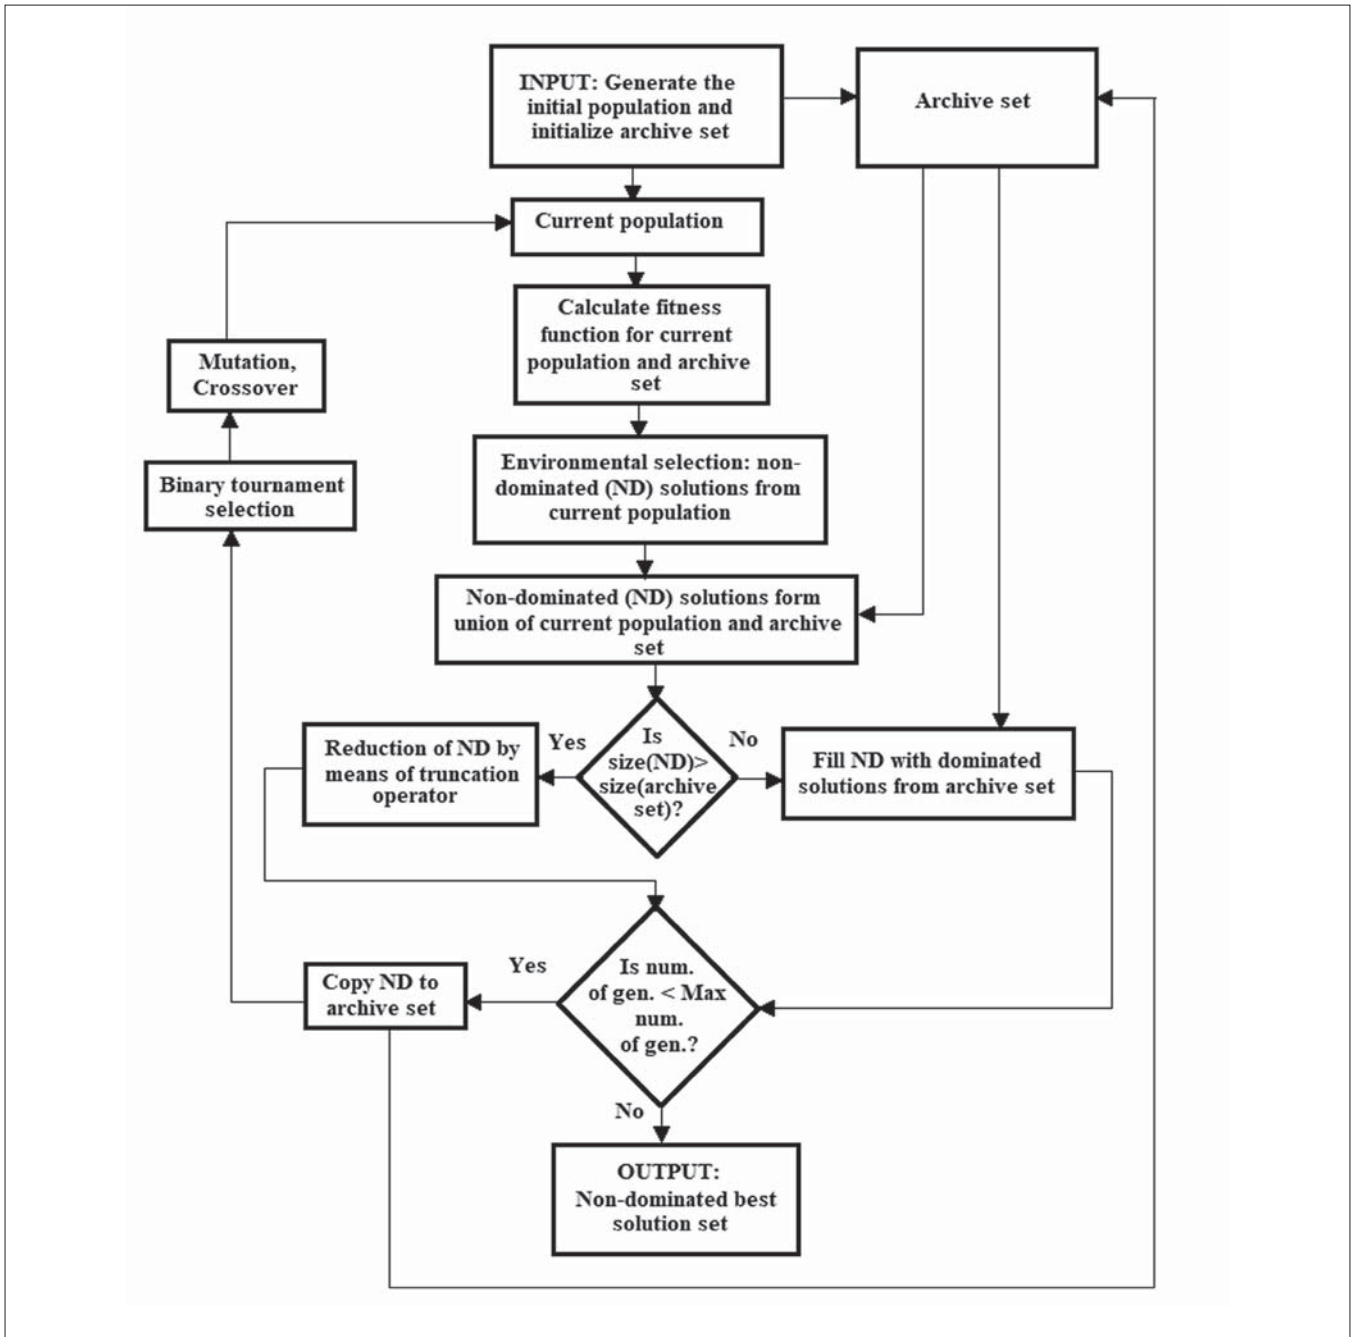 INPUT: Generate the
initial population and
initialize archive set
Archive set
Current population
Calculate fitness
function for current
population and archive
set
Mutation,
Crossover
Environmental selection: non-
dominated (ND) solutions from
current population
Binary tournament
selection
Non-dominated (ND) solutions form
union of current population and archive
set
Reduction of ND by
means of truncation
operator
Yes
Is
size(ND)>
size(archive
set)?
No
Fill ND with dominated
solutions from archive set
Copy ND to
archive set
Yes
Is num.
of gen. < Max
num.
of gen.?
No
OUTPUT:
Non-dominated best
solution set